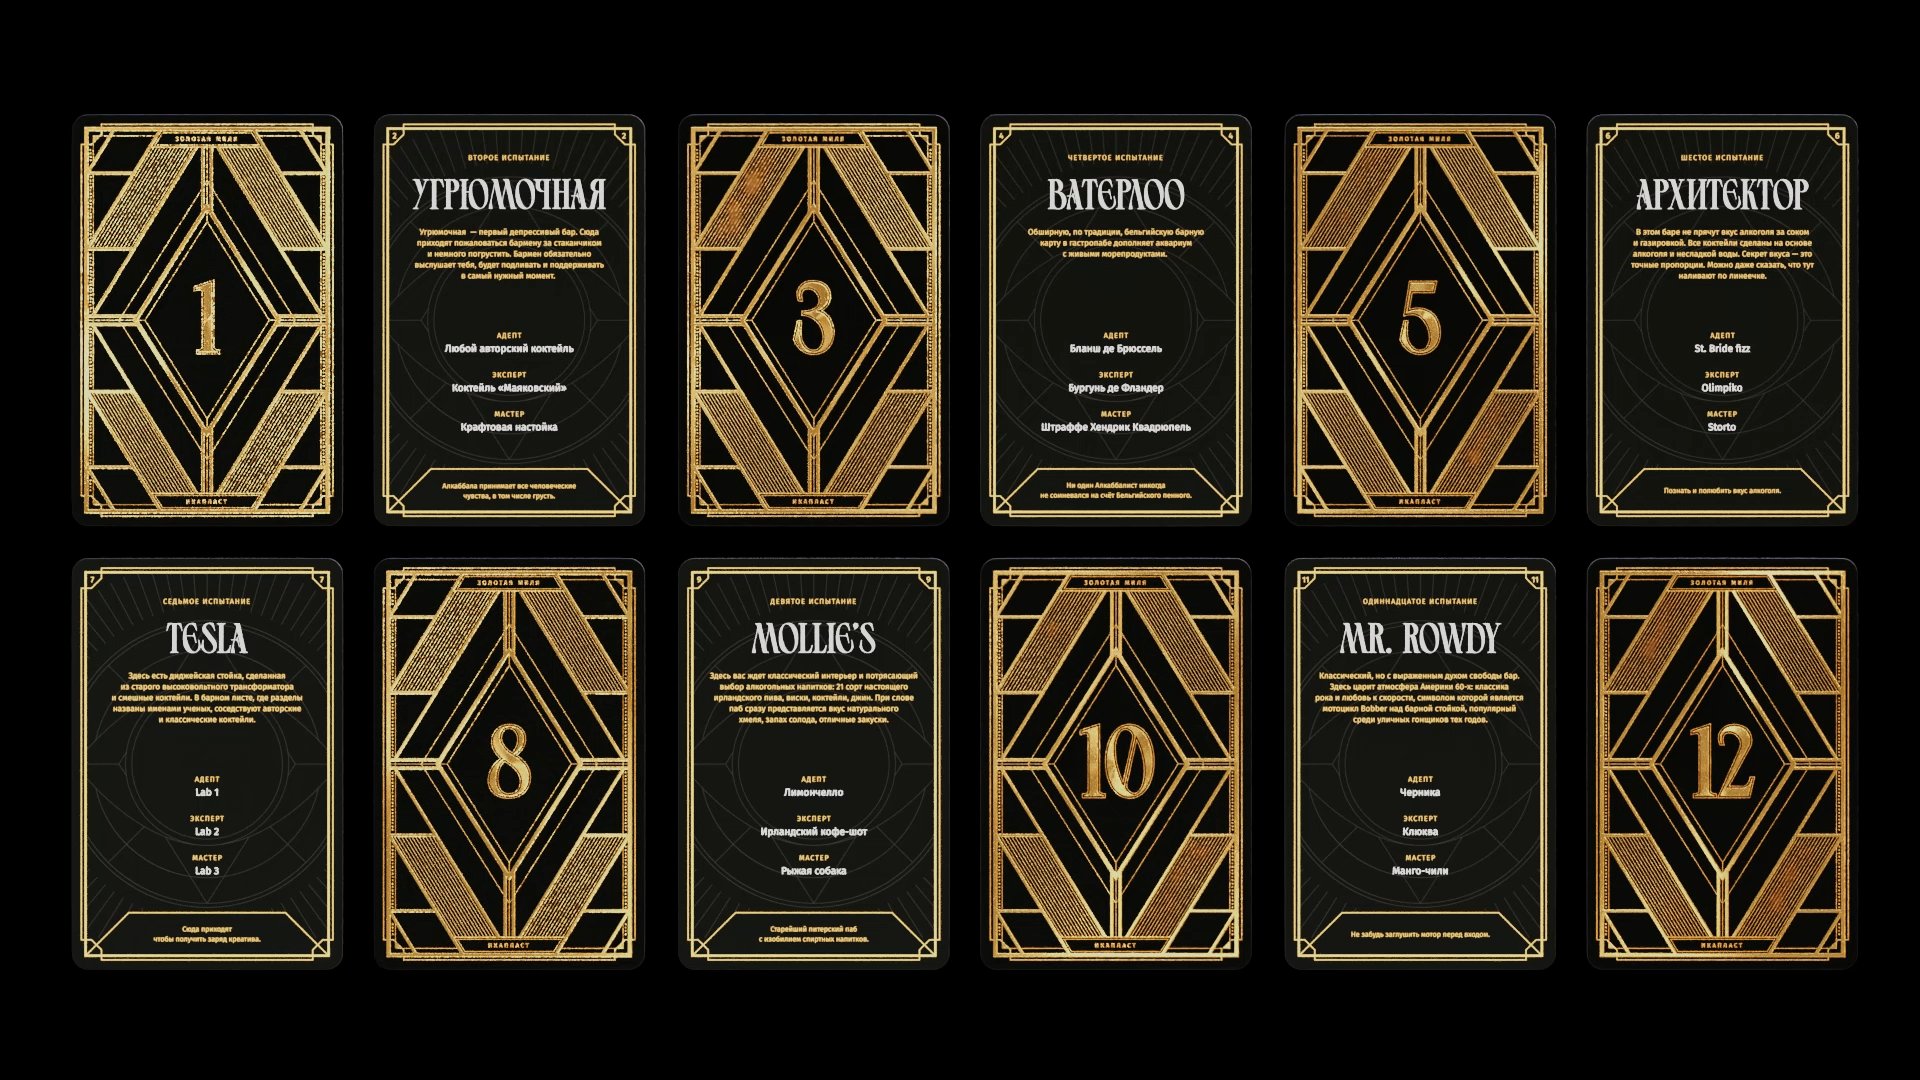 ЗОЛОТАЯ МИЛЯ
1
ИКАПЛАСТ
2
2
ВТОРОЕ ИСПЫТАНИЕ
УГРЮМОЧНАЯ
Угрюмочная — первый депрессивый бар. Сюда
приходят пожаловаться бармену за стаканчиком
и немного погрустить. Бармен обязательно
выслушает тебя, будет подливать и поддерживать
в самый нужный момент.
АДЕПТ
Любой авторский коктейль
ЭКСПЕРТ
Коктейль «Маяковский»
МАСТЕР
Крафтовая настойка
Алкаббала принимает все человеческие
чувства, в том числе грусть.
ЗОЛОТАЯ МИЛЯ
3
ИКАПЛАСТ
4
4
ЧЕТВЕРТОЕ ИСПЫТАНИЕ
ВАТЕРЛОО
Обширную, по традиции, бельгийскую барную
карту в гастропабе дополняет аквариум
с живыми морепродуктами.
АДЕПТ
Бланш де Брюссель
ЭКСПЕРТ
Бургунь де Фландер
МАСТЕР
Штраффе Хендрик Квадрюпель
Ни один Алкаббалист никогда
не сомневался на счёт Бельгийского пенного.
ЗОЛОТАЯ МИЛЯ
5
ИКАПЛАСТ
6
6
ШЕСТОЕ ИСПЫТАНИЕ
АРХИТЕКТОР
В этом баре не прячут вкус алкоголя за соком
и газировкой. Все коктейли сделаны на основе
алкоголя и несладкой воды. Секрет вкуса — это
точные пропорции. Можно даже сказать, что тут
наливают по линеечке.
АДЕПТ
St. Bride fizz
ЭКСПЕРТ
Olimpiko
МАСТЕР
Storto
Познать и полюбить вкус алкоголя.
7
7
СЕДЬМОЕ ИСПЫТАНИЕ
TESLA
Здесь есть диджейская стойка, сделанная
из старого высоковольтного трансформатора
и смешные коктейли. В барном листе, где разделы
названы именами ученых, соседствуют авторские
и классические коктейли.
АДЕПТ
Lab 1
ЭКСПЕРТ
Lab 2
МАСТЕР
Lab 3
Сюда приходят
чтобы получить заряд креатива.
ЗОЛОТАЯ МИЛЯ
8
ИКАПЛАСТ
9
9
ДЕВЯТОЕ ИСПЫТАНИЕ
MOLLIE'S
Здесь вас ждет классический интерьер и потрясающий
выбор алкогольных напитков: 21 сорт настоящего
ирландского пива, виски, коктейли, джин. При слове
паб сразу представляется вкус натурального
хмеля, запах солода, отличные закуски.
АДЕПТ
Лимончелло
ЭКСПЕРТ
Ирландский кофе-шот
МАСТЕР
Рыжая собака
Старейший питерский паб
с изобилием спиртных напитков.
ЗОЛОТАЯ МИЛЯ
10
ИКАПЛАСТ
11
11
ОДИННАДЦАТОЕ ИСПЫТАНИЕ
MR. ROWDY
Классический, но с выраженным духом свободы бар.
Здесь царит атмосфера Америки 60-х: классика
рока и любовь к скорости, символом которой является
мотоцикл Bobber над барной стойкой, популярный
среди уличных гонщиков тех годов.
АДЕПТ
Черника
ЭКСПЕРТ
Клюква
МАСТЕР
Манго-чили
Не забудь заглушить мотор перед входом.
ЗОЛОТАЯ МИЛЯ
12
ИКАПЛАСТ